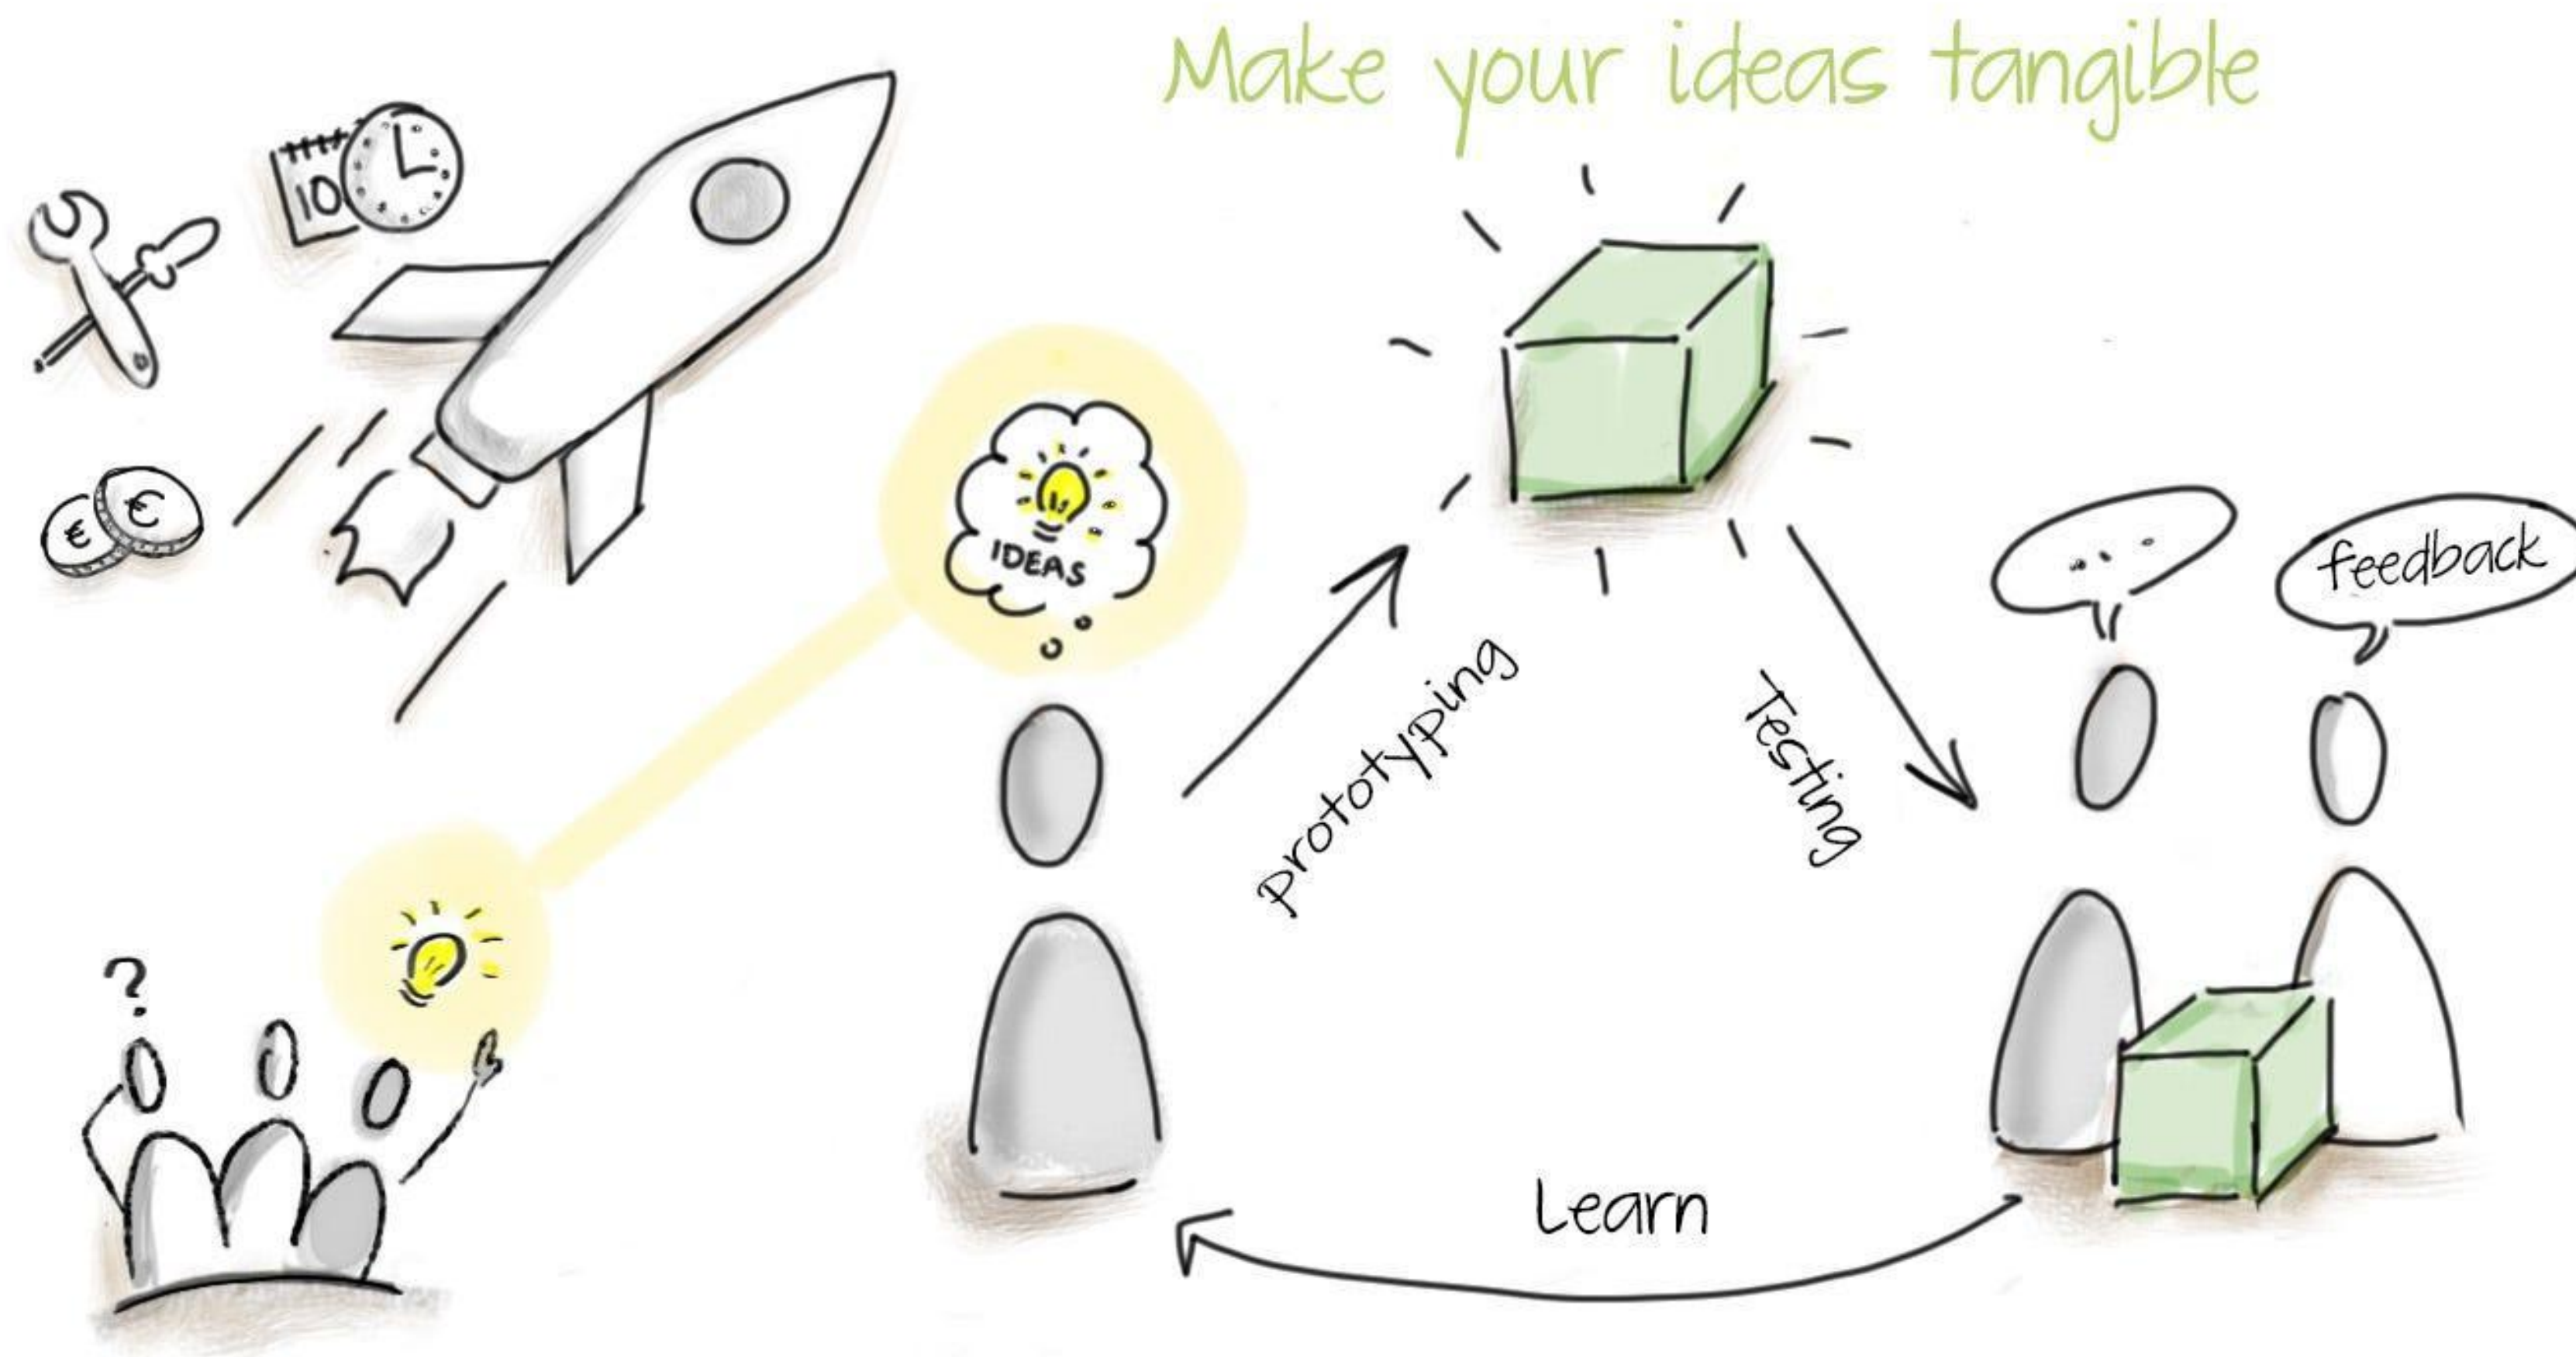 Make your ideas tangible
10
€
€
IDEAS
?
prototyping
Testing
...
feedback
Learn